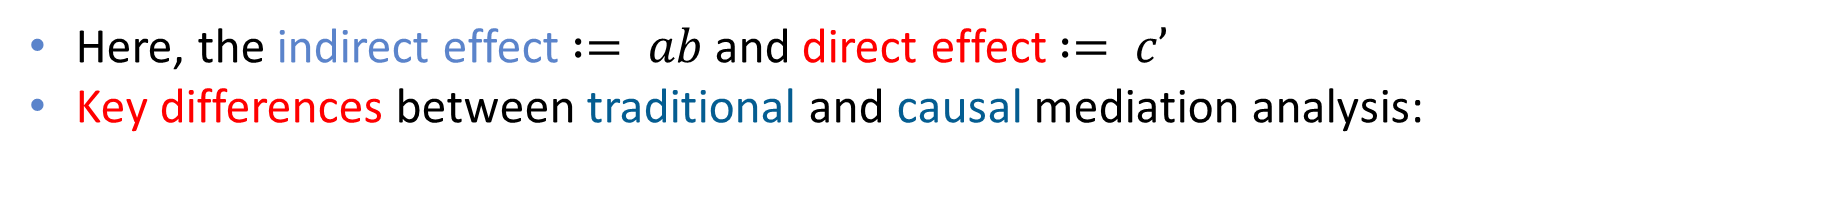 • Here, the indirect effect := ab and direct effect := c’
• Key differences between traditional and causal mediation analysis: